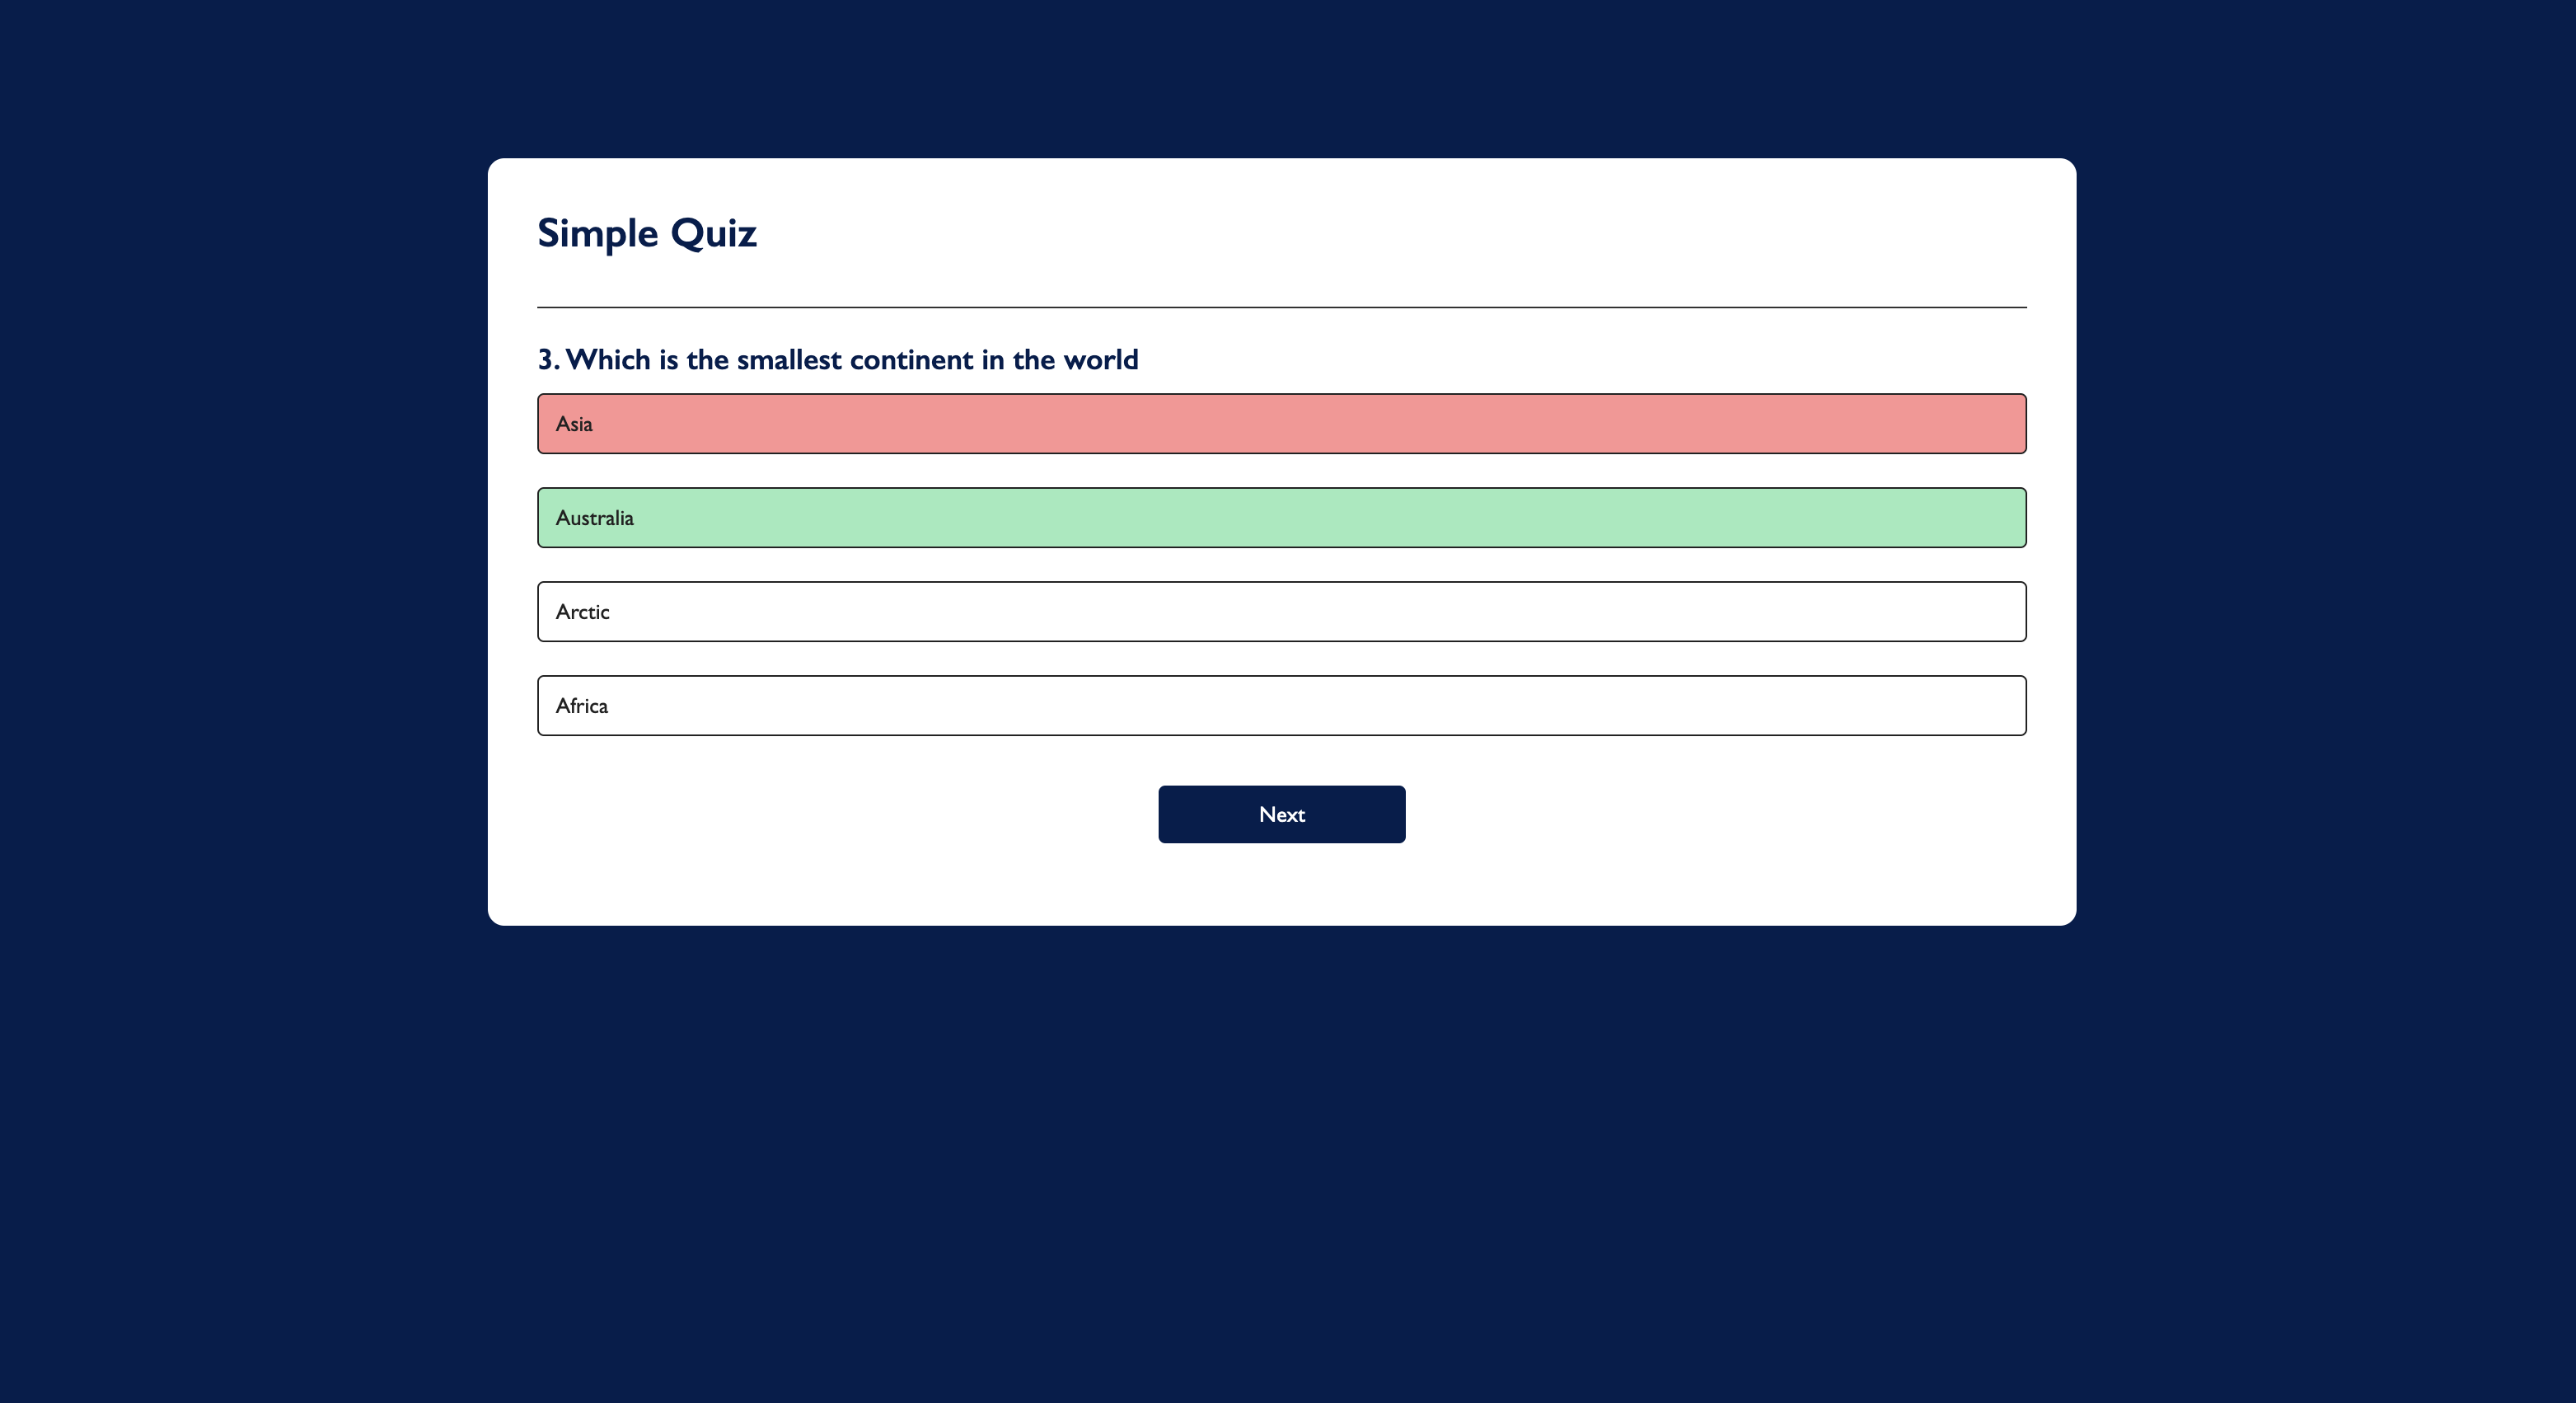 Simple Quiz
3. Which is the smallest continent in the world
Asia
Australia
Arctic
Africa
Next